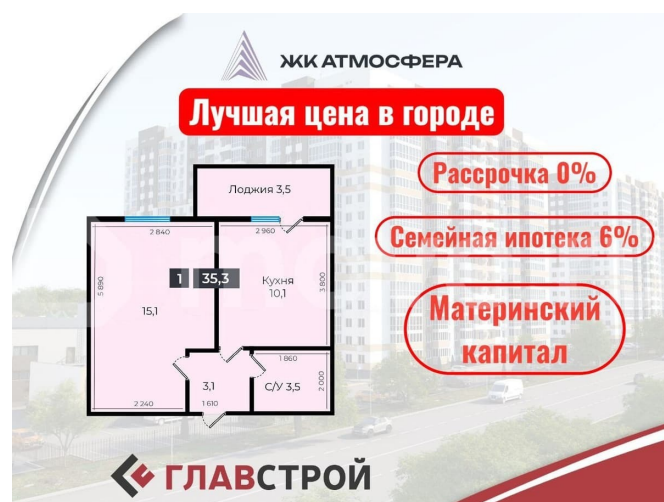 ЖК АТМОСФЕРА
Лучшая цена в городе
Рассрочка 0%
Семейная ипотека 6%
Материнский
капитал
Лоджия 3,5
2 840
2 960
1
35,3
Кухня
10,1
5 890
3 800
15,1
1 860
3,1
С/У 3,5
2 000
2 240
1 610
ГЛАВСТРОЙ